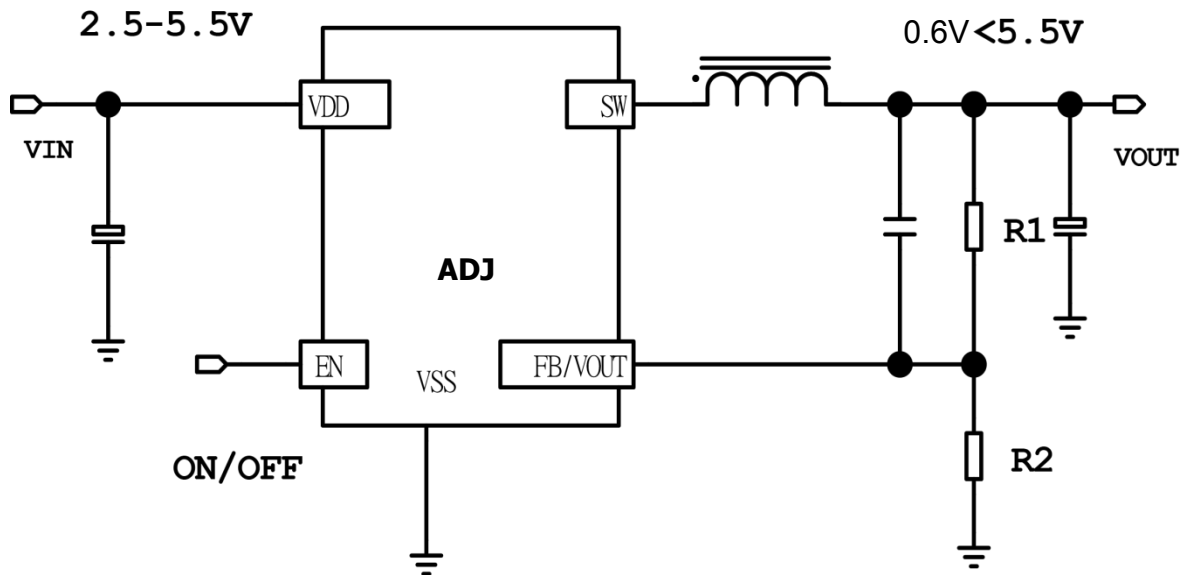 2.5-5.5V
0.6V<5.5V
VDD
SW
VIN
VOUT
R1
ADJ
EN
VSS
FB/VOUT
ON/OFF
R2